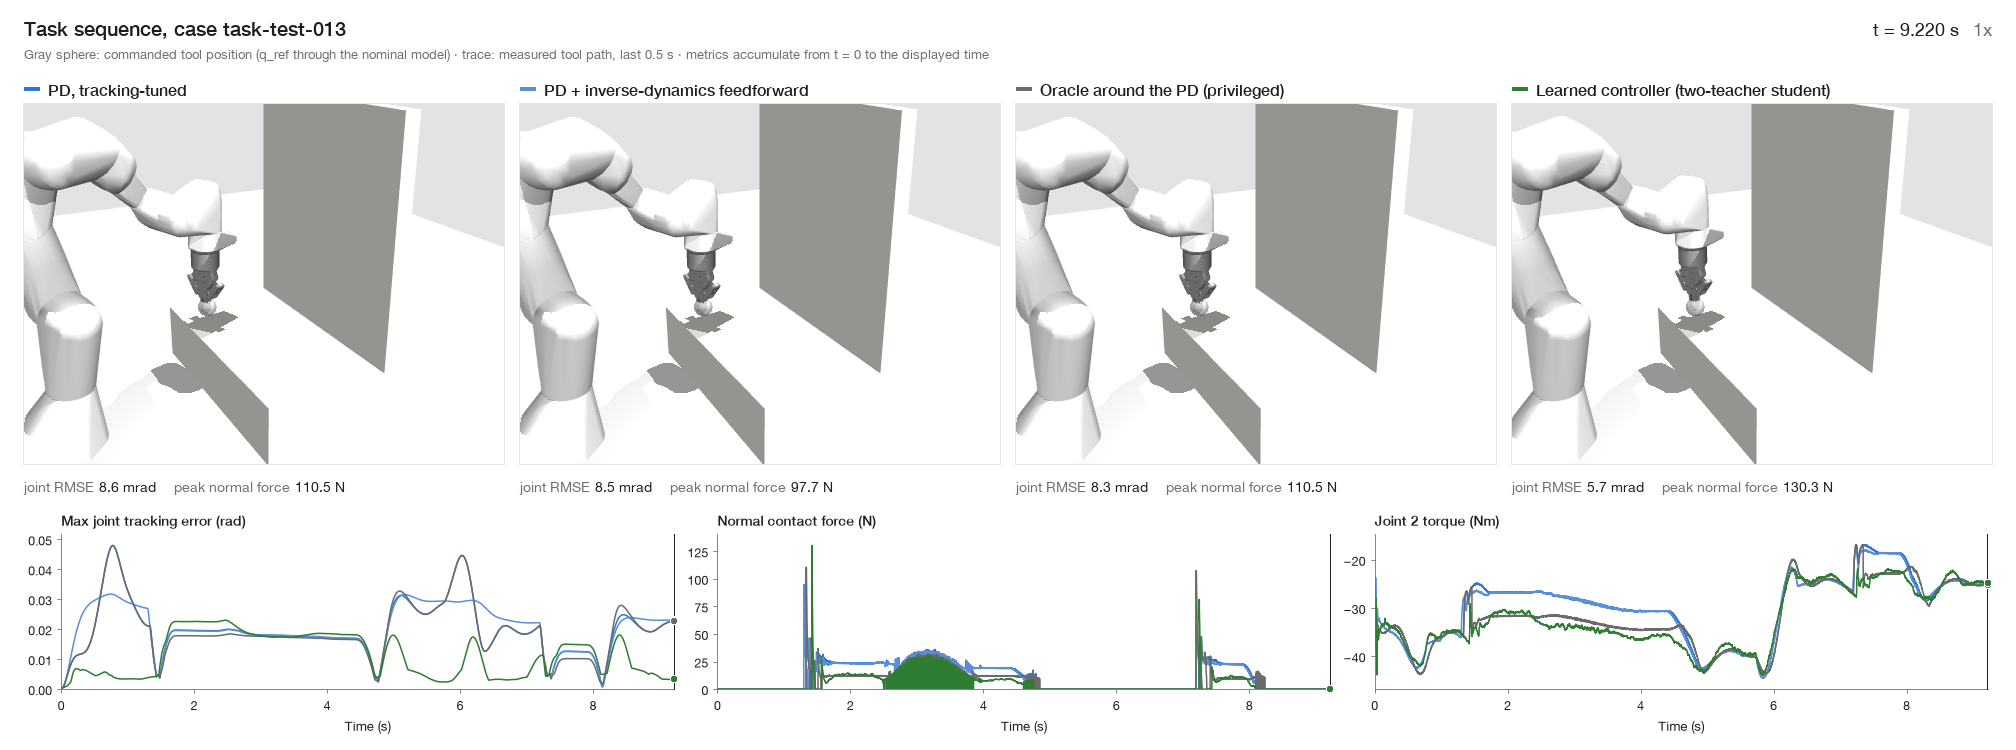 Task sequence, case task-test-013
t = 9.220 s 1x
Gray sphere: commanded tool position (q_ref through the nominal model) · trace: measured tool path, last 0.5 s · metrics accumulate from t = 0 to the displayed time
PD, tracking-tuned
PD + inverse-dynamics feedforward
Oracle around the PD (privileged)
Learned controller (two-teacher student)
joint RMSE 8.6 mrad peak normal force 110.5 N
joint RMSE 8.5 mrad peak normal force 97.7 N
joint RMSE 8.3 mrad peak normal force 110.5 N
joint RMSE 5.7 mrad peak normal force 130.3 N
Max joint tracking error (rad)
0.05
0.04
0.03
0.02
0.01
0.00
0 2 4 6 8
Time (s)
Normal contact force (N)
125
100
75
50
25
0
0 2 4 6 8
Time (s)
Joint 2 torque (Nm)
−20
−30
−40
0 2 4 6 8
Time (s)